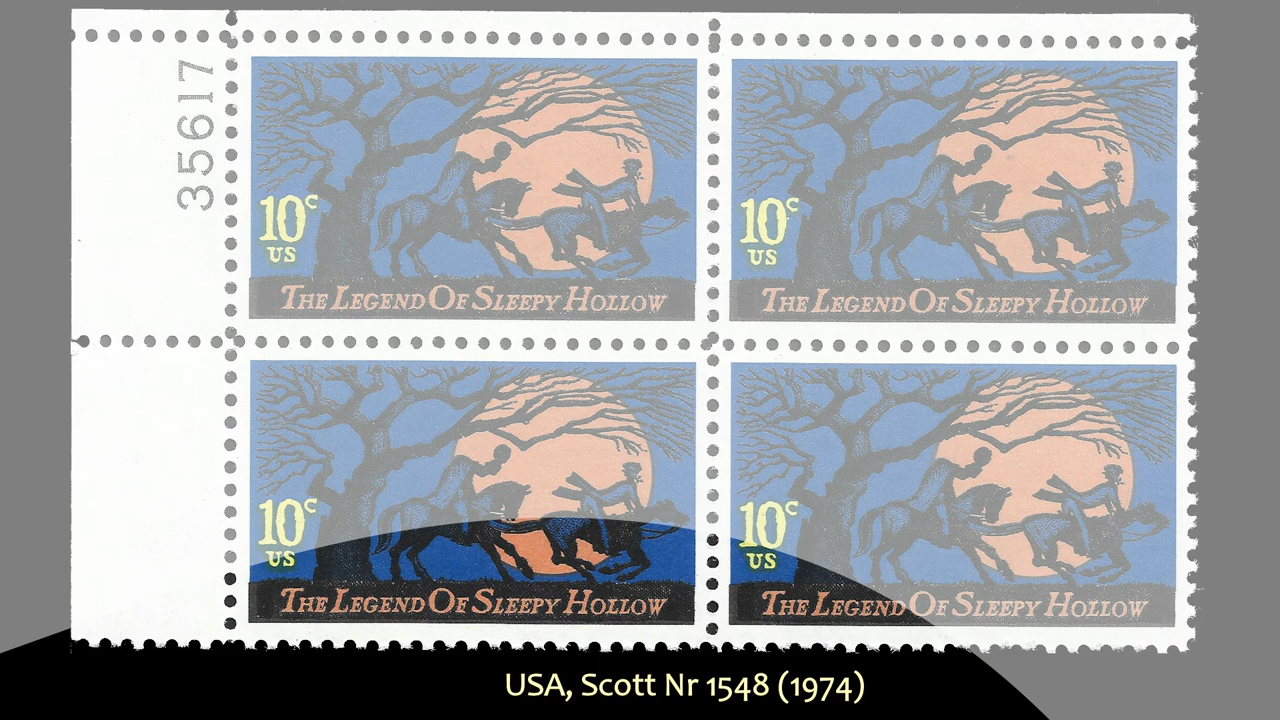 35617
10c
US
THE LEGEND OF SLEEPY HOLLOW
10c
US
THE LEGEND OF SLEEPY HOLLOW
10c
US
THE LEGEND OF SLEEPY HOLLOW
10c
US
THE LEGEND OF SLEEPY HOLLOW
USA, Scott Nr 1548 (1974)